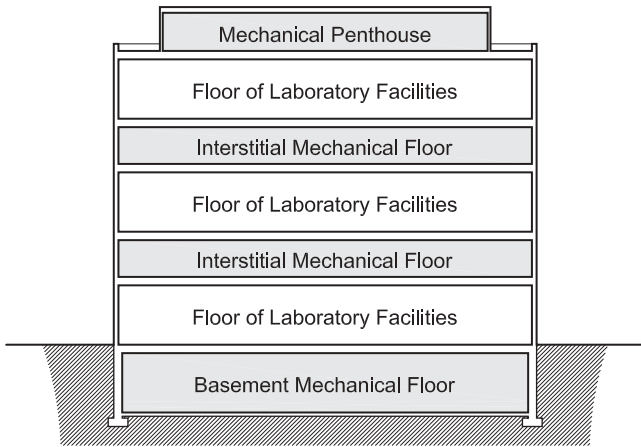 Mechanical Penthouse
Floor of Laboratory Facilities
Interstitial Mechanical Floor
Floor of Laboratory Facilities
Interstitial Mechanical Floor
Floor of Laboratory Facilities
Basement Mechanical Floor